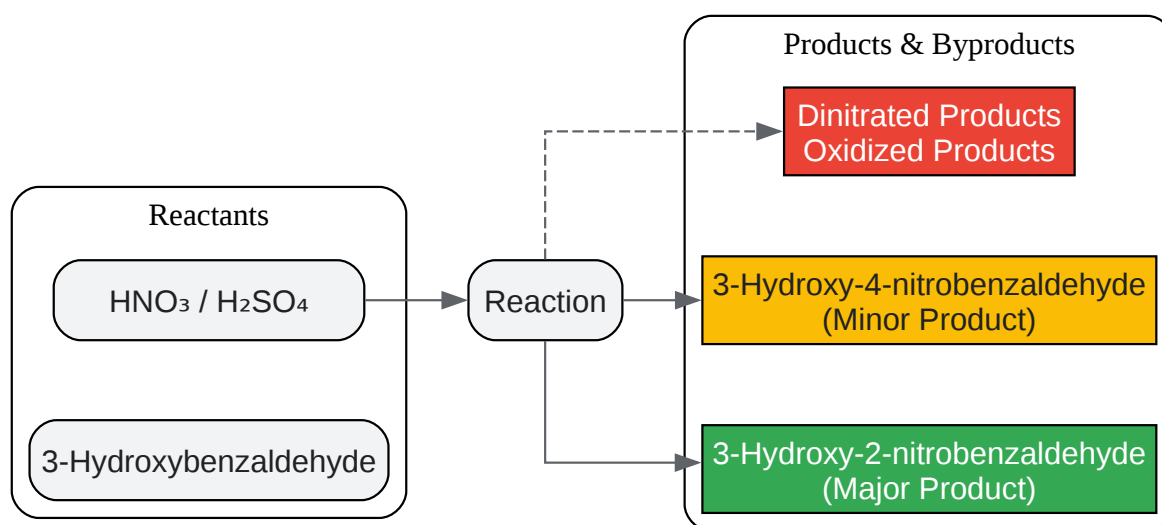 Products & Byproducts
Dinitrated Products
Oxidized Products
Reactants
HNO₃ / H₂SO₄
Reaction
3-Hydroxy-4-nitrobenzaldehyde
(Minor Product)
3-Hydroxybenzaldehyde
3-Hydroxy-2-nitrobenzaldehyde
(Major Product)